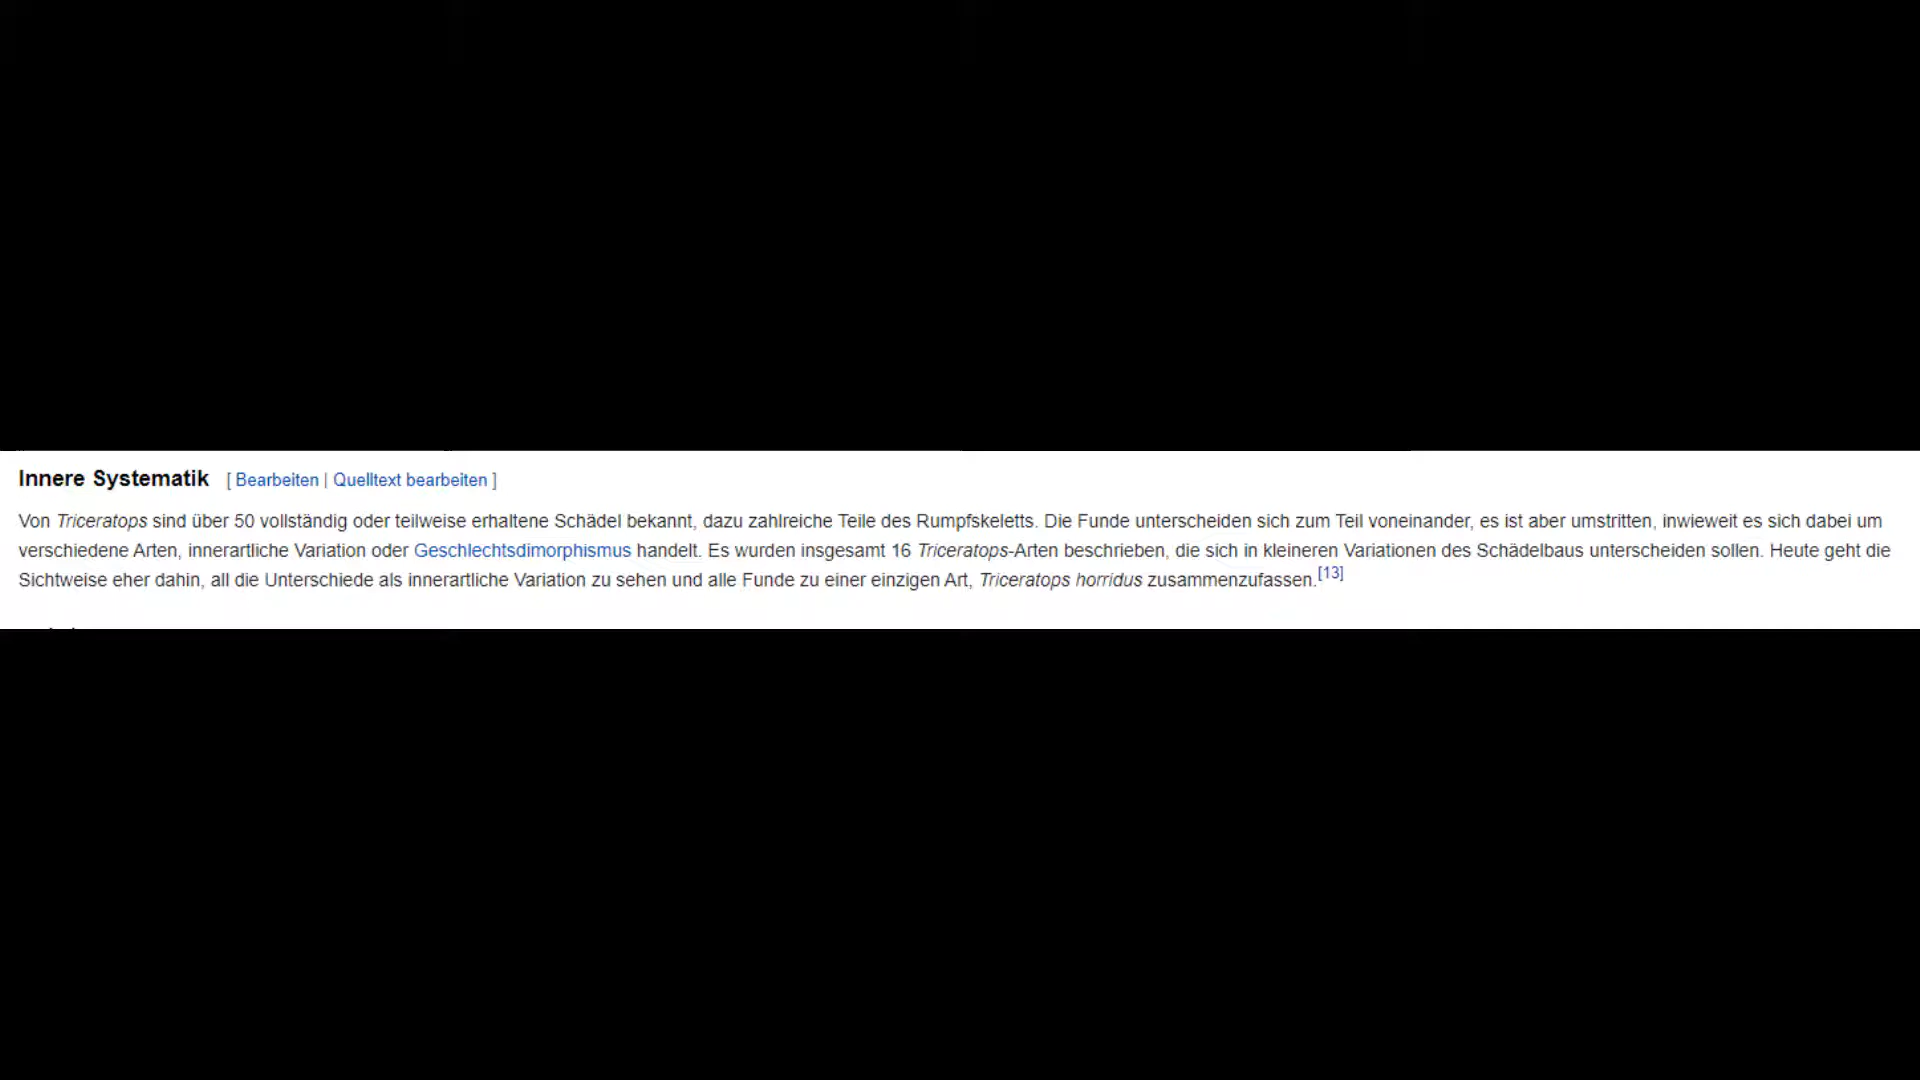 Innere Systematik [ Bearbeiten | Quelltext bearbeiten ]
Von Triceratops sind über 50 vollständig oder teilweise erhaltene Schädel bekannt, dazu zahlreiche Teile des Rumpfskeletts. Die Funde unterscheiden sich zum Teil voneinander, es ist aber umstritten, inwieweit es sich dabei um
verschiedene Arten, innerartliche Variation oder Geschlechtsdimorphismus handelt. Es wurden insgesamt 16 Triceratops-Arten beschrieben, die sich in kleineren Variationen des Schädelbaus unterscheiden sollen. Heute geht die
Sichtweise eher dahin, all die Unterschiede als innerartliche Variation zu sehen und alle Funde zu einer einzigen Art, Triceratops horridus zusammenzufassen.[13]